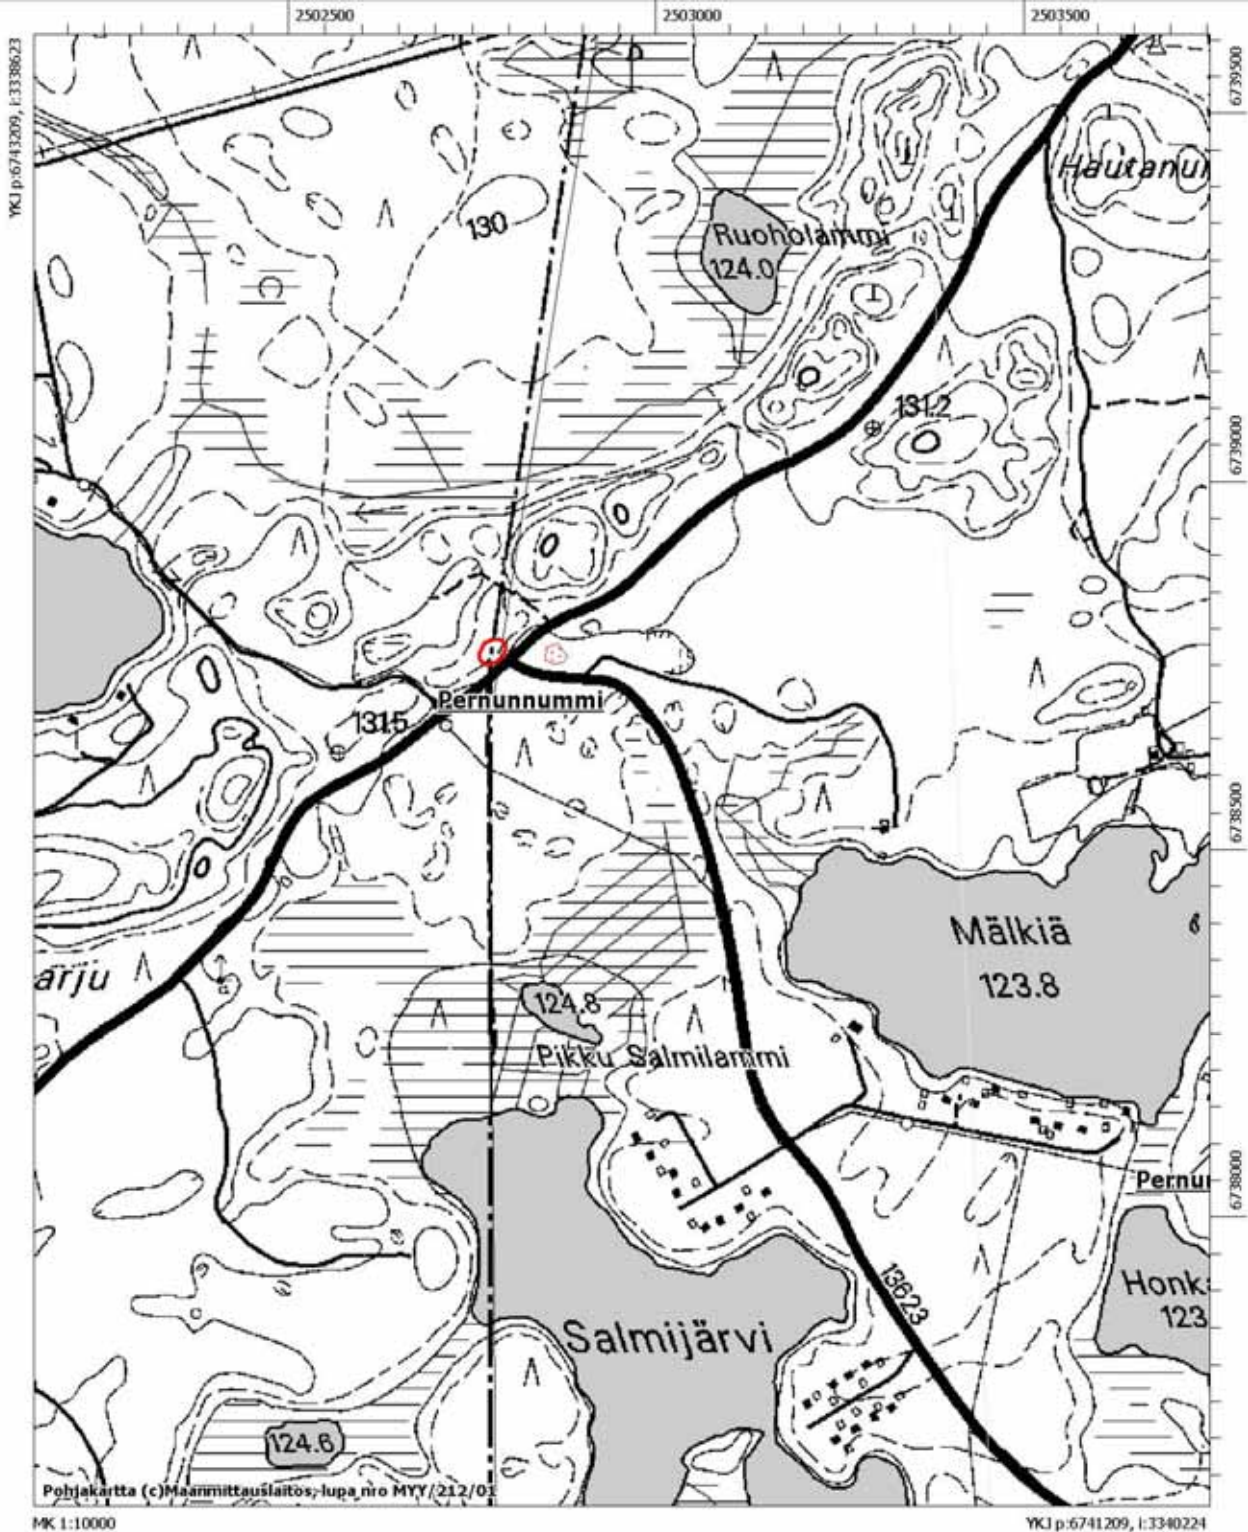 2502500
2503000
2503500
YKJ p:6743209, i:3338623
6739500
Hautanu
130
Ruoholammi
124.0
131.2
6739000
Pernunnummi
131.5
6738500
Mälkiä
123.8
arju
124.8
Pikku Salmilammi
6738000
Pernu
13623
Honka
123
Salmijärvi
124.6
Pohjakartta (c)Maanmittauslaitos, lupa nro MYY/212/01
MK 1:10000
YKJ p:6741209, i:3340224